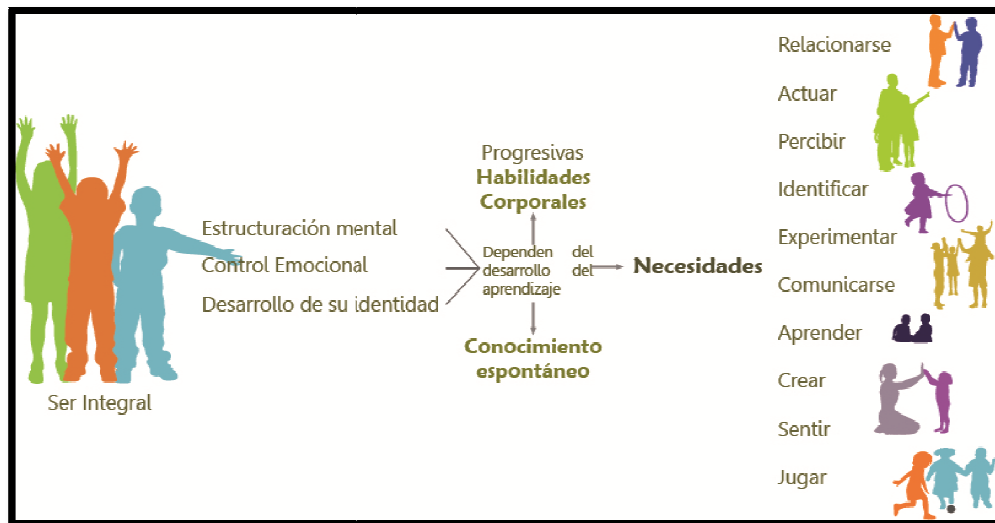 Ser Integral
Estructuración mental
Control Emocional
Desarrollo de su identidad
Progresivas
Habilidades
Corporales
Dependen del
desarrollo del
aprendizaje
Conocimiento
espontáneo
Necesidades
Relacionarse
Actuar
Percibir
Identificar
Experimentar
Comunicarse
Aprender
Crear
Sentir
Jugar